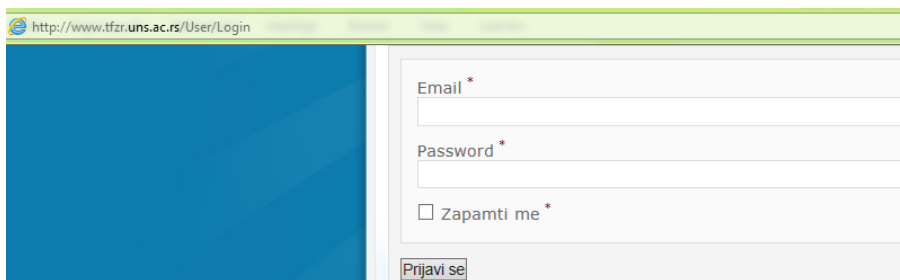 http://www.tfzr.uns.ac.rs/User/Login
Email *
Password *
Zapamti me *
Prijavi se